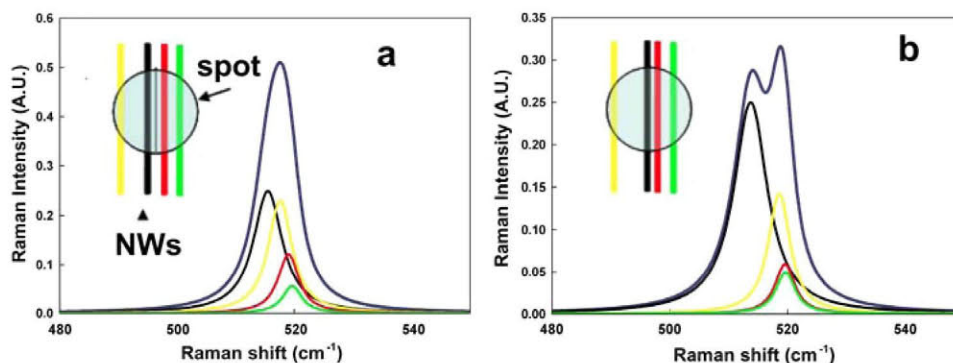 0.6
0.5
0.4
0.3
0.2
0.1
0.0
Raman Intensity (A.U.)
a
spot
NWs
480
500
520
540
Raman shift (cm-1)
0.35
0.30
0.25
0.20
0.15
0.10
0.05
0.00
Raman Intensity (A.U.)
b
480
500
520
540
Raman shift (cm-1)